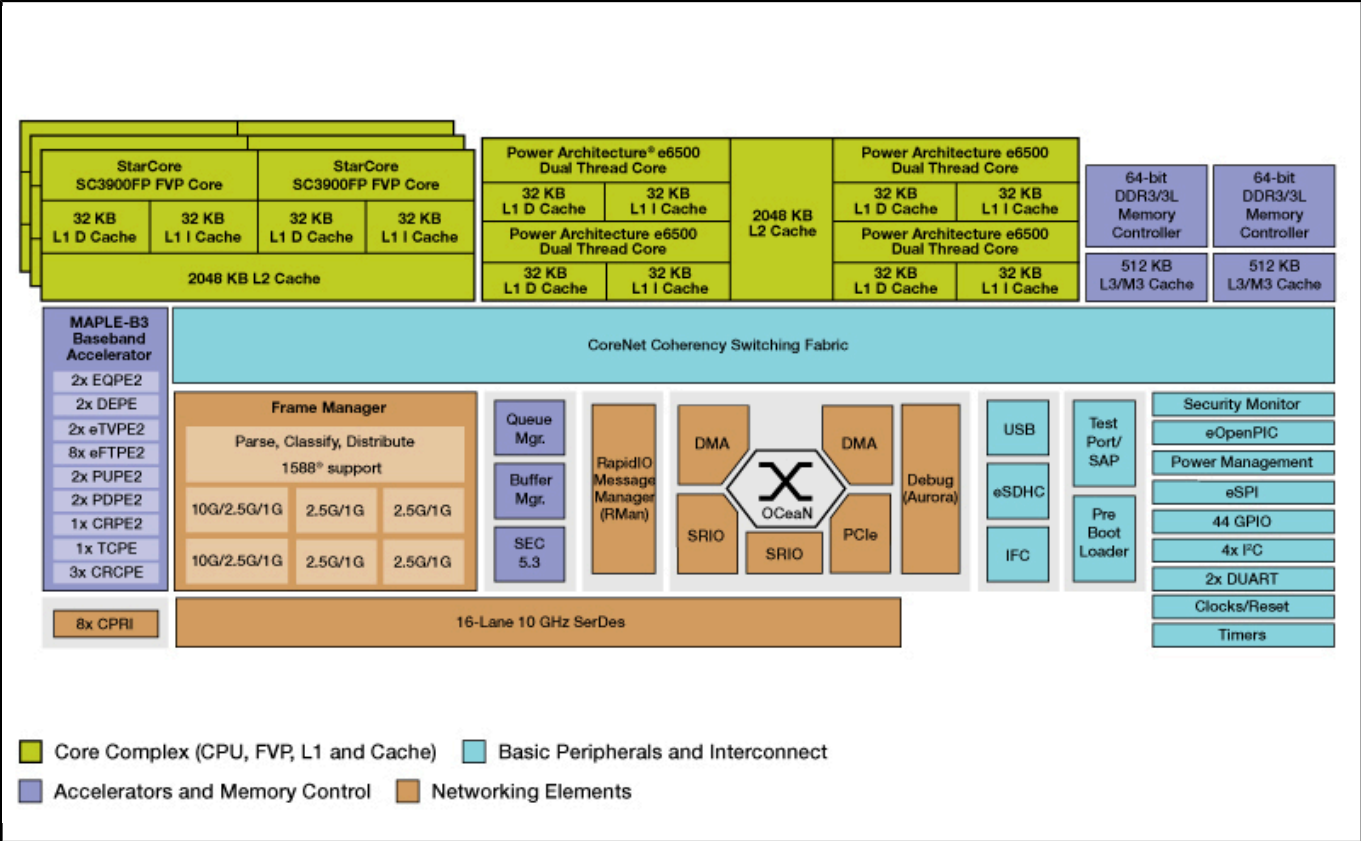 StarCore
SC3900FP FVP Core
StarCore
SC3900FP FVP Core
32 KB
L1 D Cache
32 KB
L1 I Cache
32 KB
L1 D Cache
32 KB
L1 I Cache
2048 KB L2 Cache
Power Architecture® e6500
Dual Thread Core
32 KB
L1 D Cache
32 KB
L1 I Cache
Power Architecture e6500
Dual Thread Core
32 KB
L1 D Cache
32 KB
L1 I Cache
2048 KB
L2 Cache
Power Architecture e6500
Dual Thread Core
32 KB
L1 D Cache
32 KB
L1 I Cache
Power Architecture e6500
Dual Thread Core
32 KB
L1 D Cache
32 KB
L1 I Cache
64-bit
DDR3/3L
Memory
Controller
64-bit
DDR3/3L
Memory
Controller
512 KB
L3/M3 Cache
512 KB
L3/M3 Cache
MAPLE-B3
Baseband
Accelerator
2x EQPE2
2x DEPE
2x eTVPE2
8x eFTPE2
2x PUPE2
2x PDPE2
1x CRPE2
1x TCPE
3x CRCPE
8x CPRI
CoreNet Coherency Switching Fabric
Frame Manager
Parse, Classify, Distribute
1588® support
10G/2.5G/1G
2.5G/1G
2.5G/1G
10G/2.5G/1G
2.5G/1G
2.5G/1G
Queue
Mgr.
Buffer
Mgr.
SEC
5.3
RapidIO
Message
Manager
(RMan)
DMA
DMA
OCeaN
SRIO
SRIO
PCIe
Debug
(Aurora)
USB
eSDHC
IFC
Test
Port/
SAP
Pre
Boot
Loader
Security Monitor
eOpenPIC
Power Management
eSPI
44 GPIO
4x I²C
2x DUART
Clocks/Reset
Timers
16-Lane 10 GHz SerDes
Core Complex (CPU, FVP, L1 and Cache)
Basic Peripherals and Interconnect
Accelerators and Memory Control
Networking Elements